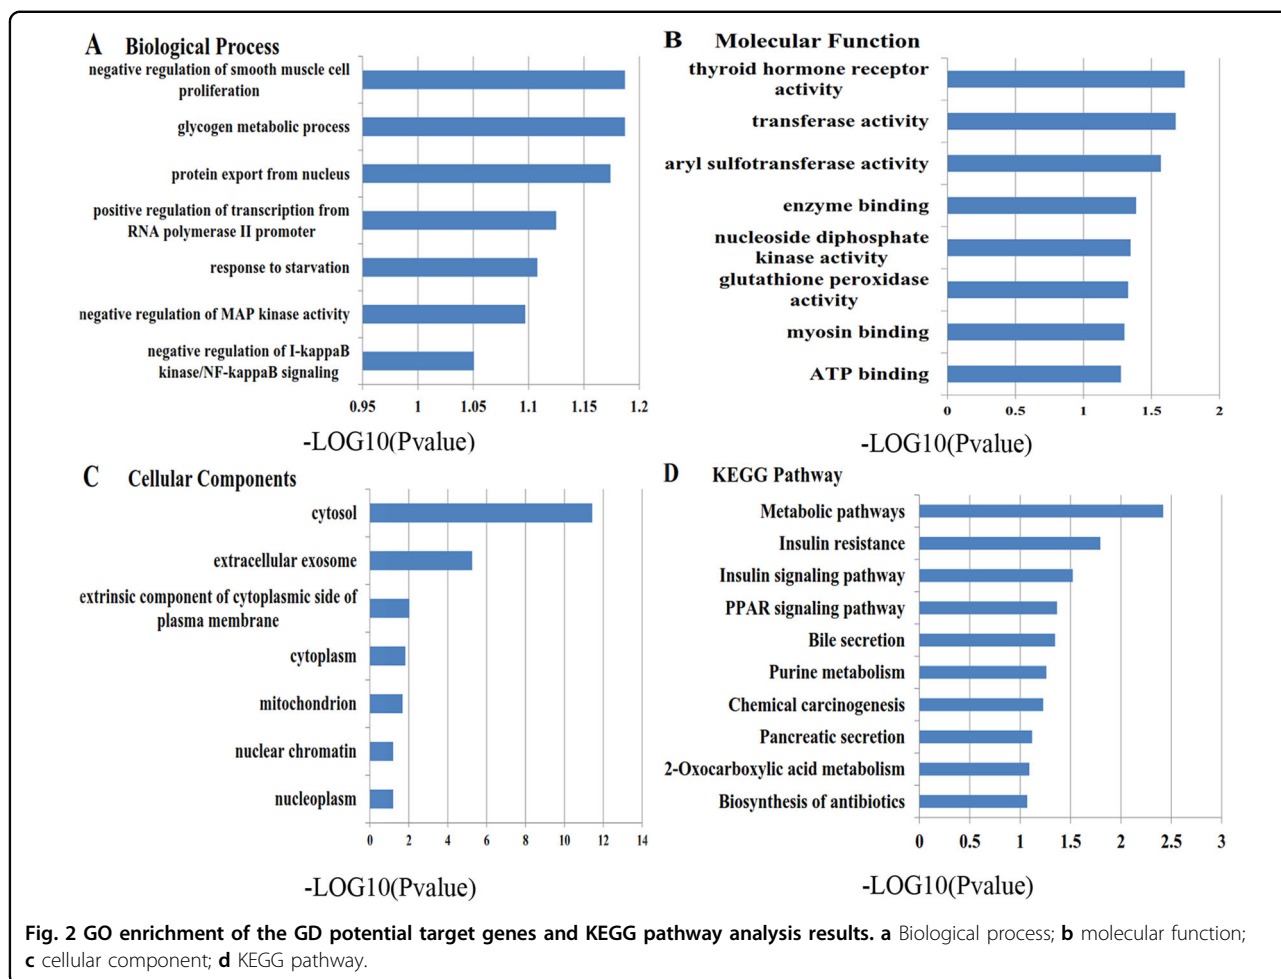 A Biological Process
negative regulation of smooth muscle cell
proliferation
glycogen metabolic process
protein export from nucleus
positive regulation of transcription from
RNA polymerase II promoter
response to starvation
negative regulation of MAP kinase activity
negative regulation of I-kappaB
kinase/NF-kappaB signaling
0.95 1 1.05 1.1 1.15 1.2
-LOG10(Pvalue)
B Molecular Function
thyroid hormone receptor
activity
transferase activity
aryl sulfotransferase activity
enzyme binding
nucleoside diphosphate
kinase activity
glutathione peroxidase
activity
myosin binding
ATP binding
0 0.5 1 1.5 2
-LOG10(Pvalue)
C Cellular Components
cytosol
extracellular exosome
extrinsic component of cytoplasmic side of
plasma membrane
cytoplasm
mitochondrion
nuclear chromatin
nucleoplasm
0 2 4 6 8 10 12 14
-LOG10(Pvalue)
D KEGG Pathway
Metabolic pathways
Insulin resistance
Insulin signaling pathway
PPAR signaling pathway
Bile secretion
Purine metabolism
Chemical carcinogenesis
Pancreatic secretion
2-Oxocarboxylic acid metabolism
Biosynthesis of antibiotics
0 0.5 1 1.5 2 2.5 3
-LOG10(Pvalue)
Fig. 2 GO enrichment of the GD potential target genes and KEGG pathway analysis results. a Biological process; b molecular function;
c cellular component; d KEGG pathway.